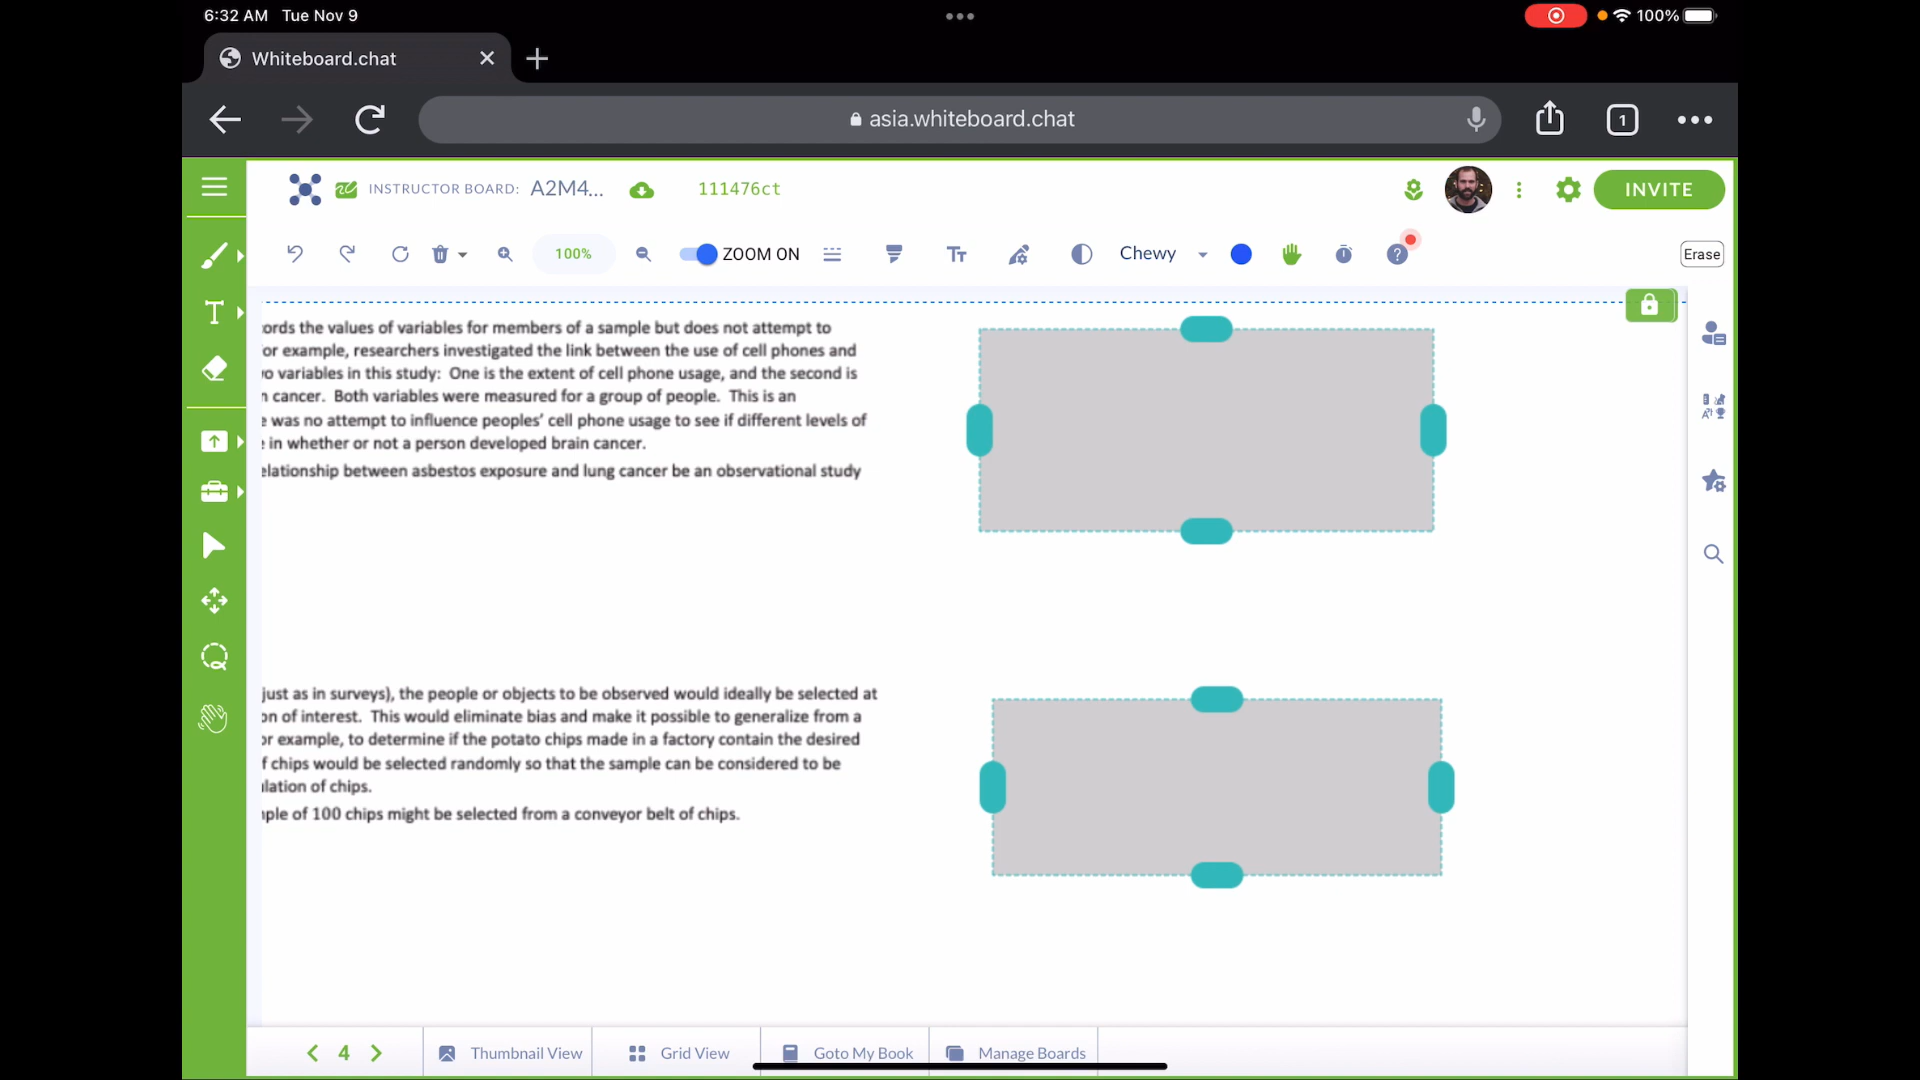 6:32 AM Tue Nov 9
100%
Whiteboard.chat
asia.whiteboard.chat
1
INSTRUCTOR BOARD: A2M4... 111476ct
INVITE
100% ZOOM ON Chewy
Erase
ords the values of variables for members of a sample but does not attempt to
or example, researchers investigated the link between the use of cell phones and
o variables in this study: One is the extent of cell phone usage, and the second is
n cancer. Both variables were measured for a group of people. This is an
e was no attempt to influence peoples' cell phone usage to see if different levels of
e in whether or not a person developed brain cancer.
elationship between asbestos exposure and lung cancer be an observational study
just as in surveys), the people or objects to be observed would ideally be selected at
on of interest. This would eliminate bias and make it possible to generalize from a
or example, to determine if the potato chips made in a factory contain the desired
f chips would be selected randomly so that the sample can be considered to be
lation of chips.
ple of 100 chips might be selected from a conveyor belt of chips.
4 Thumbnail View Grid View Goto My Book Manage Boards